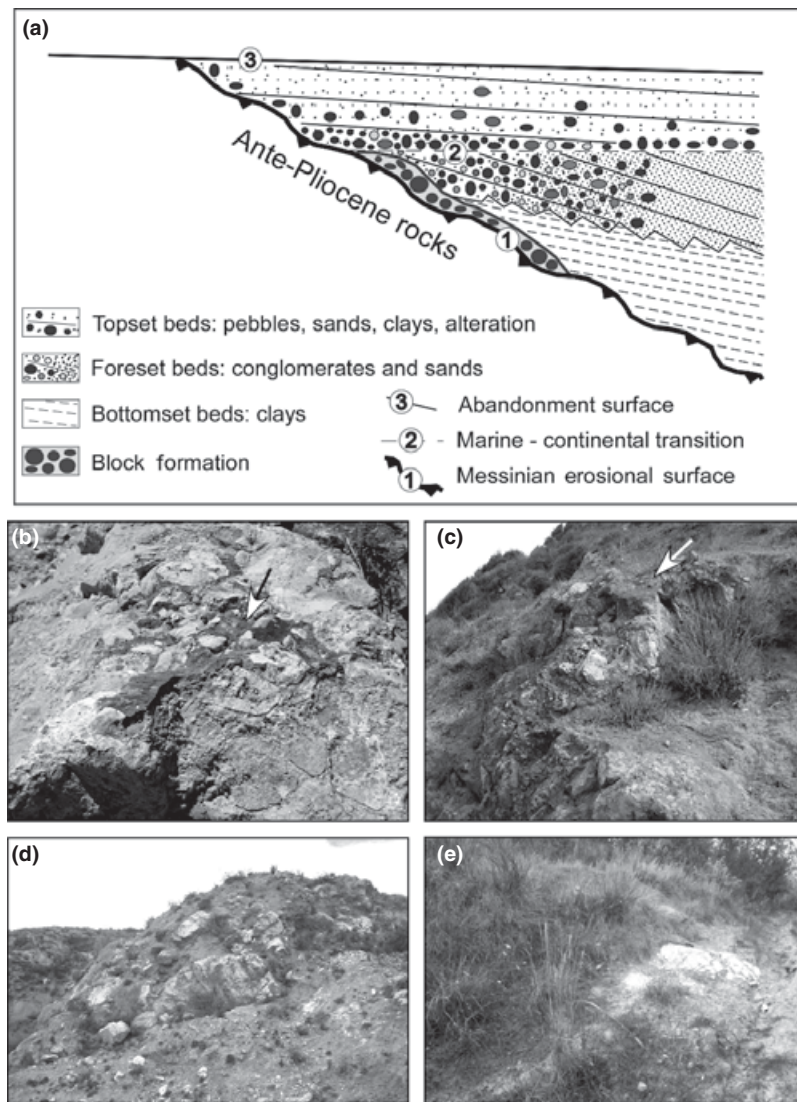 (a)
3
2
Ante-Pliocene rocks
1
Topset beds: pebbles, sands, clays, alteration
Foreset beds: conglomerates and sands
Bottomset beds: clays
Block formation
3 Abandonment surface
2 Marine - continental transition
1 Messinian erosional surface
(b)
(c)
(d)
(e)